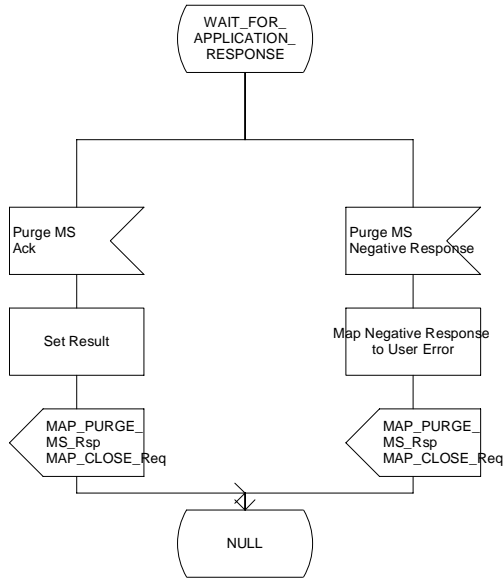 WAIT_FOR_
APPLICATION_
RESPONSE
Purge MS
Ack
Purge MS
Negative Response
Set Result
Map Negative Response
to User Error
MAP_PURGE_
MS_Rsp
MAP_CLOSE_Req
MAP_PURGE_
MS_Rsp
MAP_CLOSE_Req
NULL